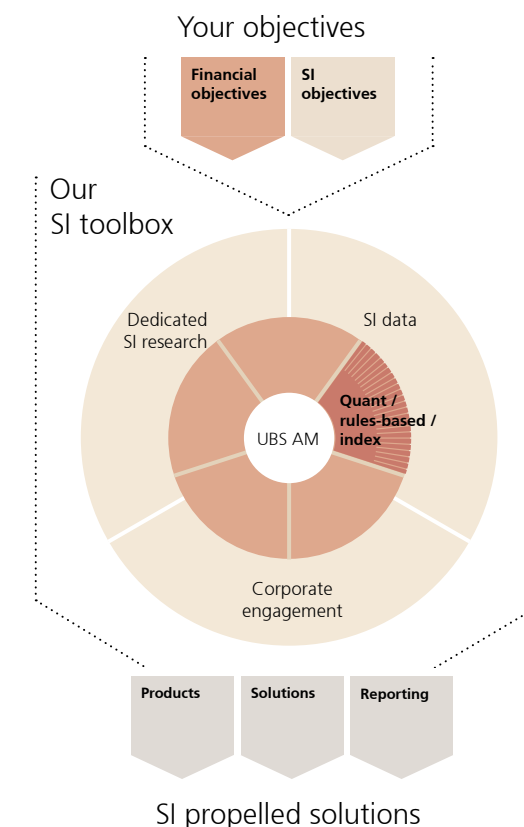 Your objectives
Financial
objectives
SI
objectives
Our
SI toolbox
Dedicated
SI research
SI data
Quant /
rules-based /
index
UBS AM
Corporate
engagement
Products
Solutions
Reporting
SI propelled solutions